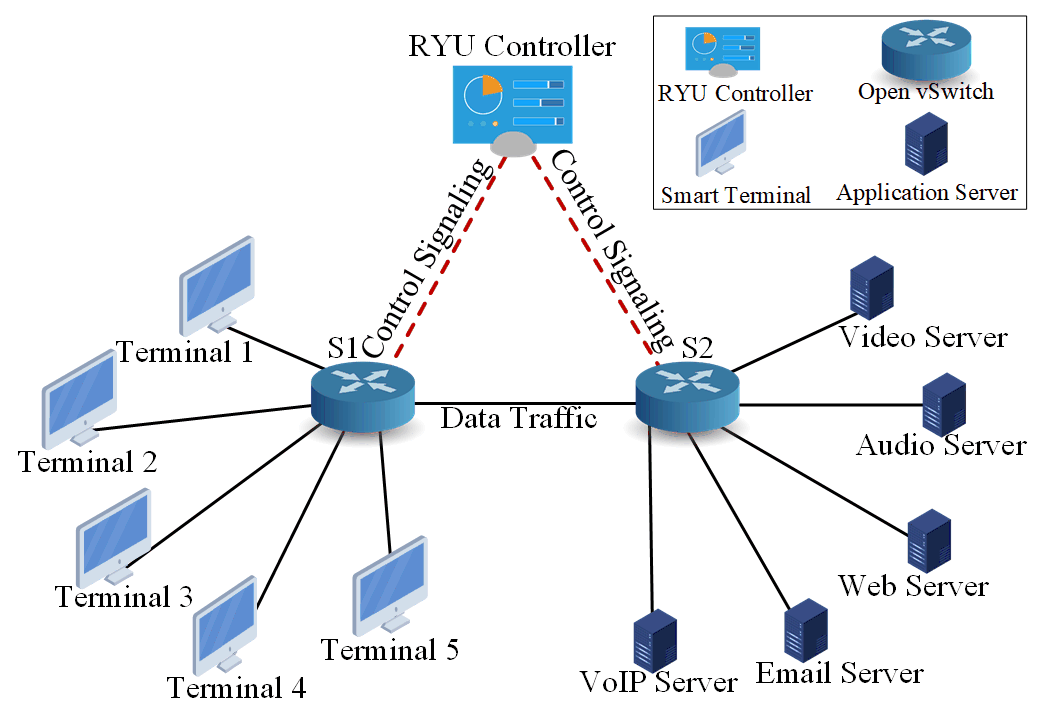 RYU Controller
RYU Controller
Open vSwitch
Smart Terminal
Application Server
Control Signaling
Control Signaling
Terminal 1
Terminal 2
Terminal 3
Terminal 4
Terminal 5
S1
S2
Data Traffic
Video Server
Audio Server
Web Server
Email Server
VoIP Server